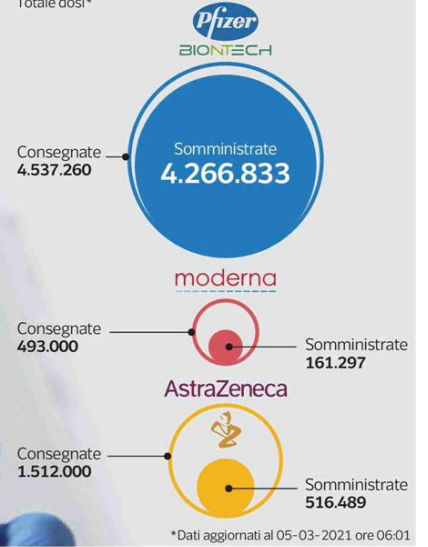 Totale dosi*
Pfizer
BIONTECH
Consegnate
4.537.260
Somministrate
4.266.833
moderna
Consegnate
493.000
Somministrate
161.297
AstraZeneca
Consegnate
1.512.000
Somministrate
516.489
*Dati aggiornati al 05-03-2021 ore 06:01